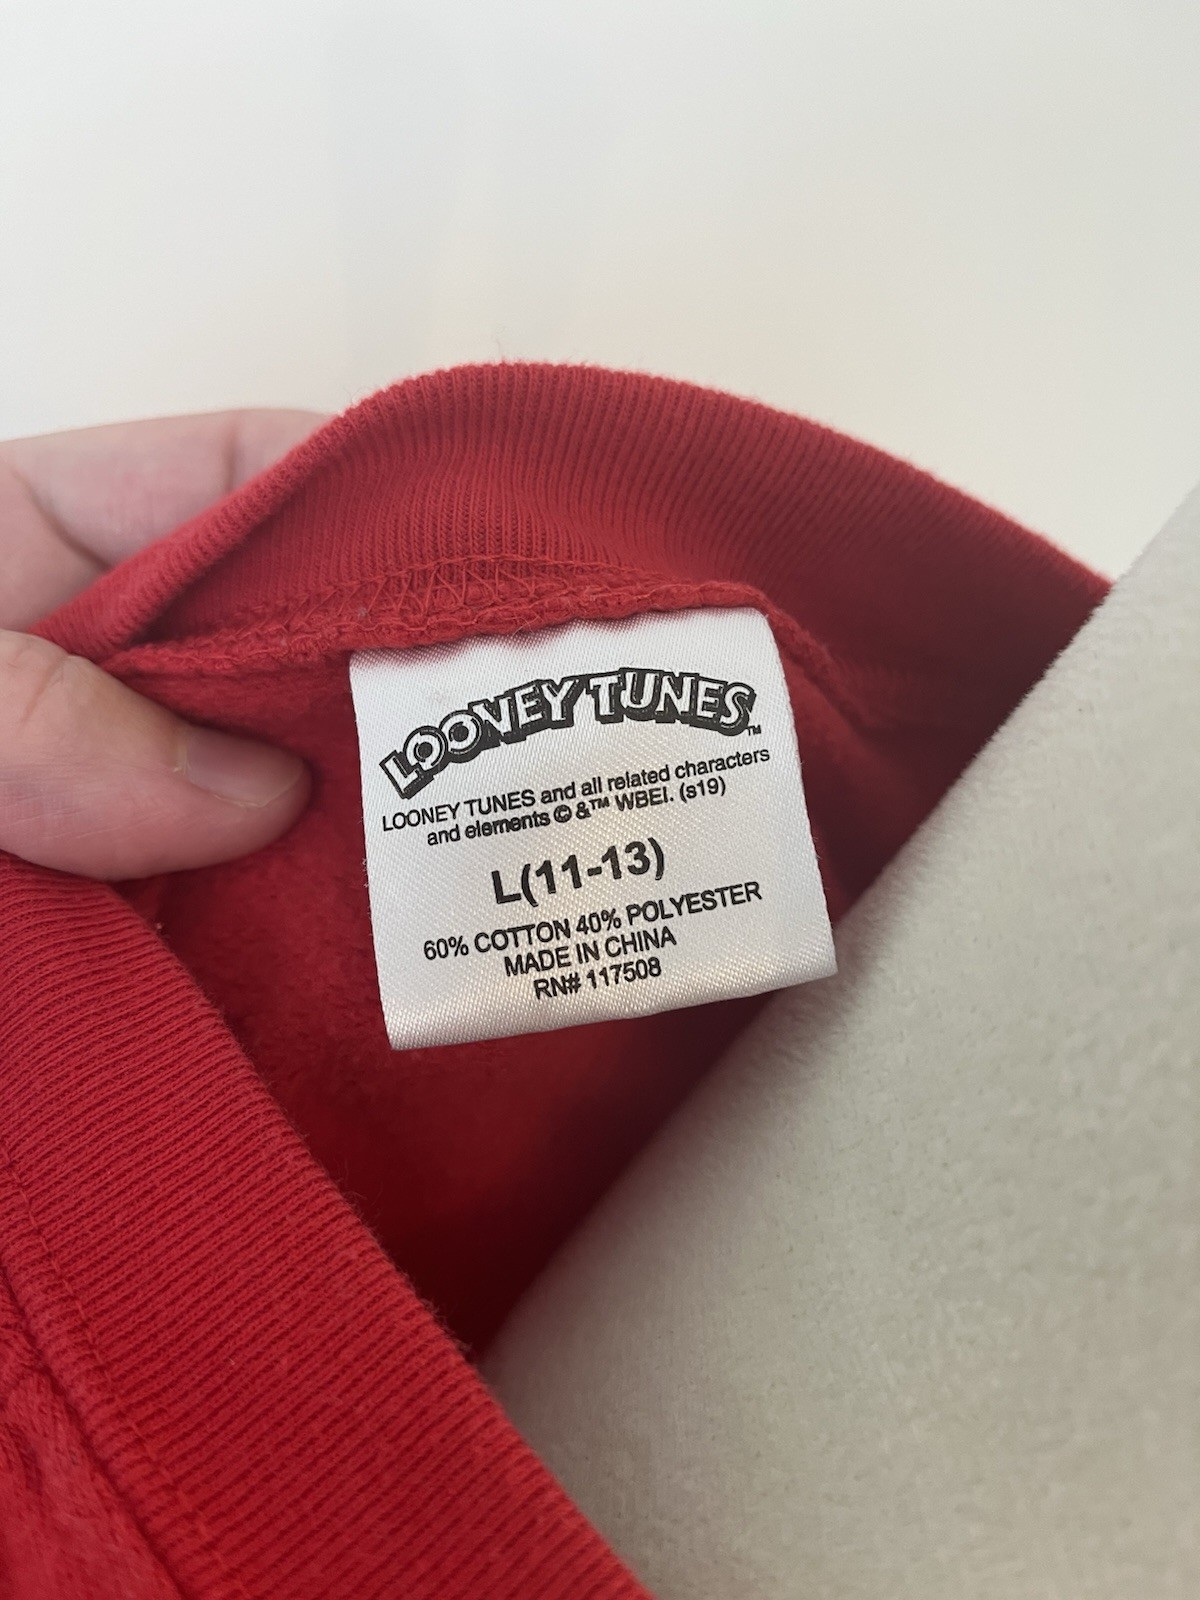 LOONEY TUNES™
LOONEY TUNES and all related characters
and elements © &™ WBEI. (s19)
L(11-13)
60% COTTON 40% POLYESTER
MADE IN CHINA
RN# 117508